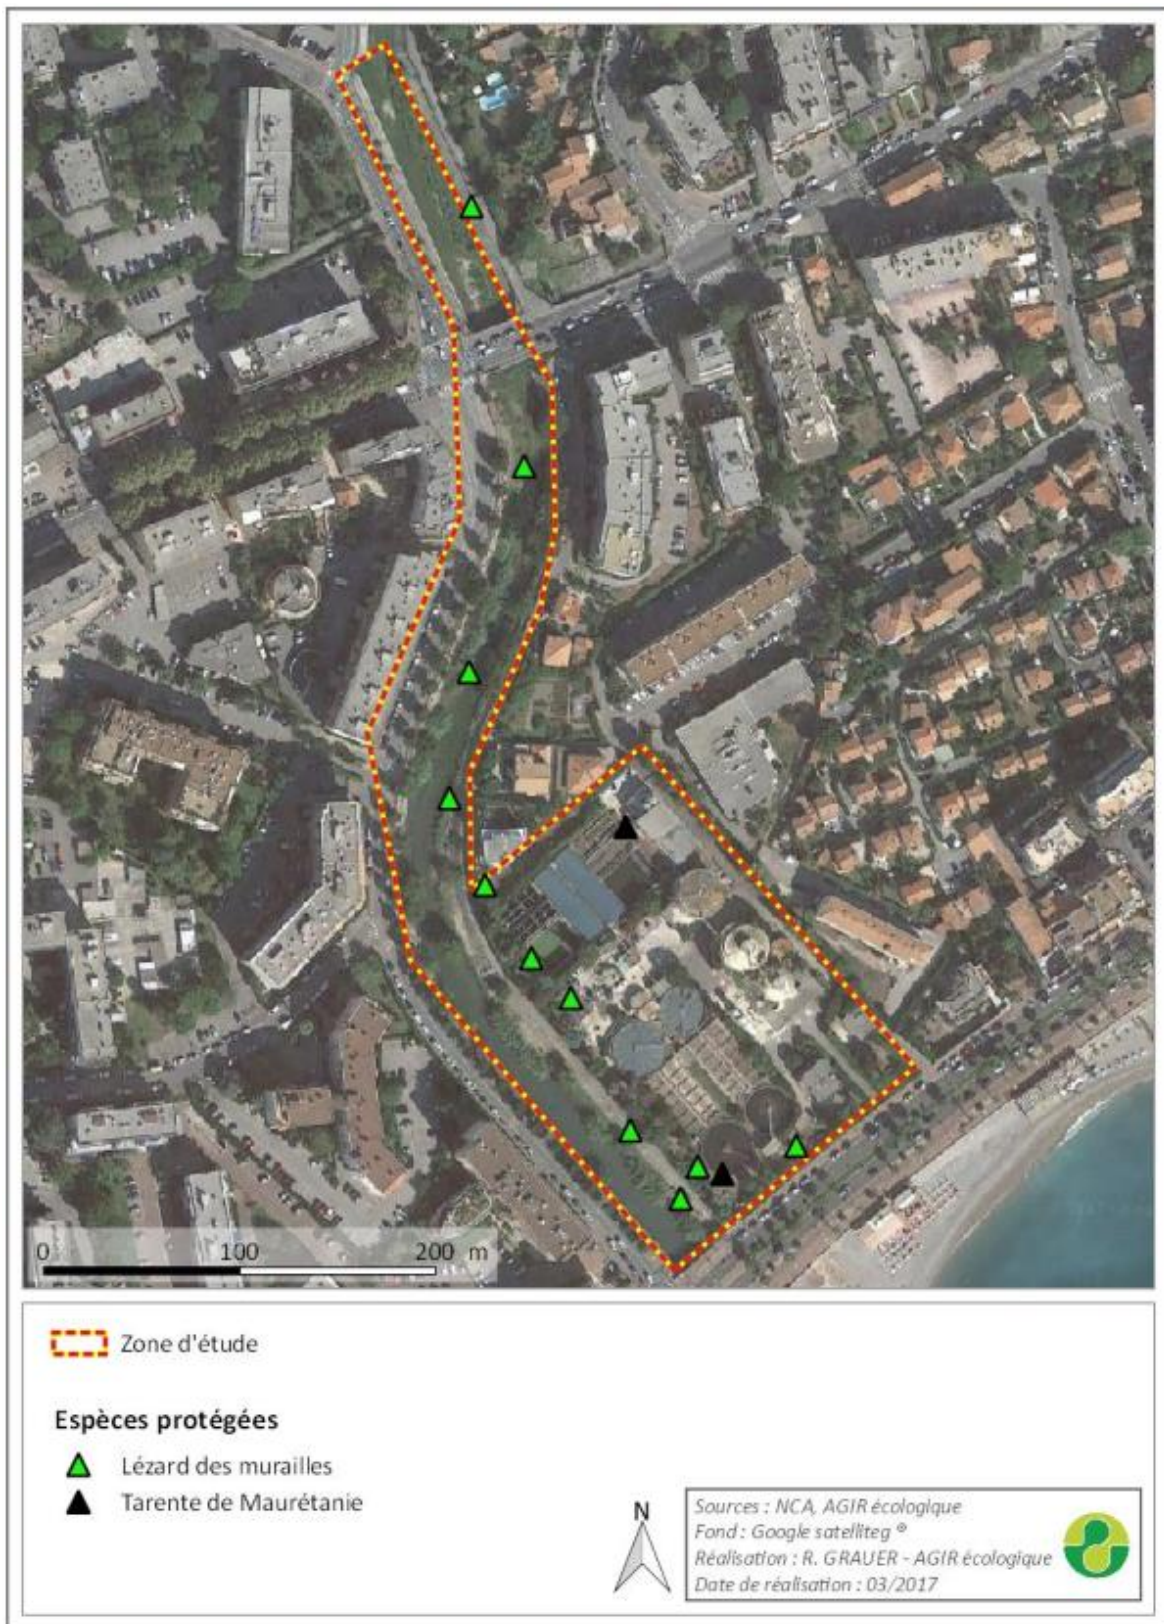 0 100 200 m
Zone d'étude
Espèces protégées
Lézard des murailles
Tarente de Maurétanie
N
Sources : NCA, AGIR écologique
Fond : Google satelliteg ®
Réalisation : R. GRAUER - AGIR écologique
Date de réalisation : 03/2017